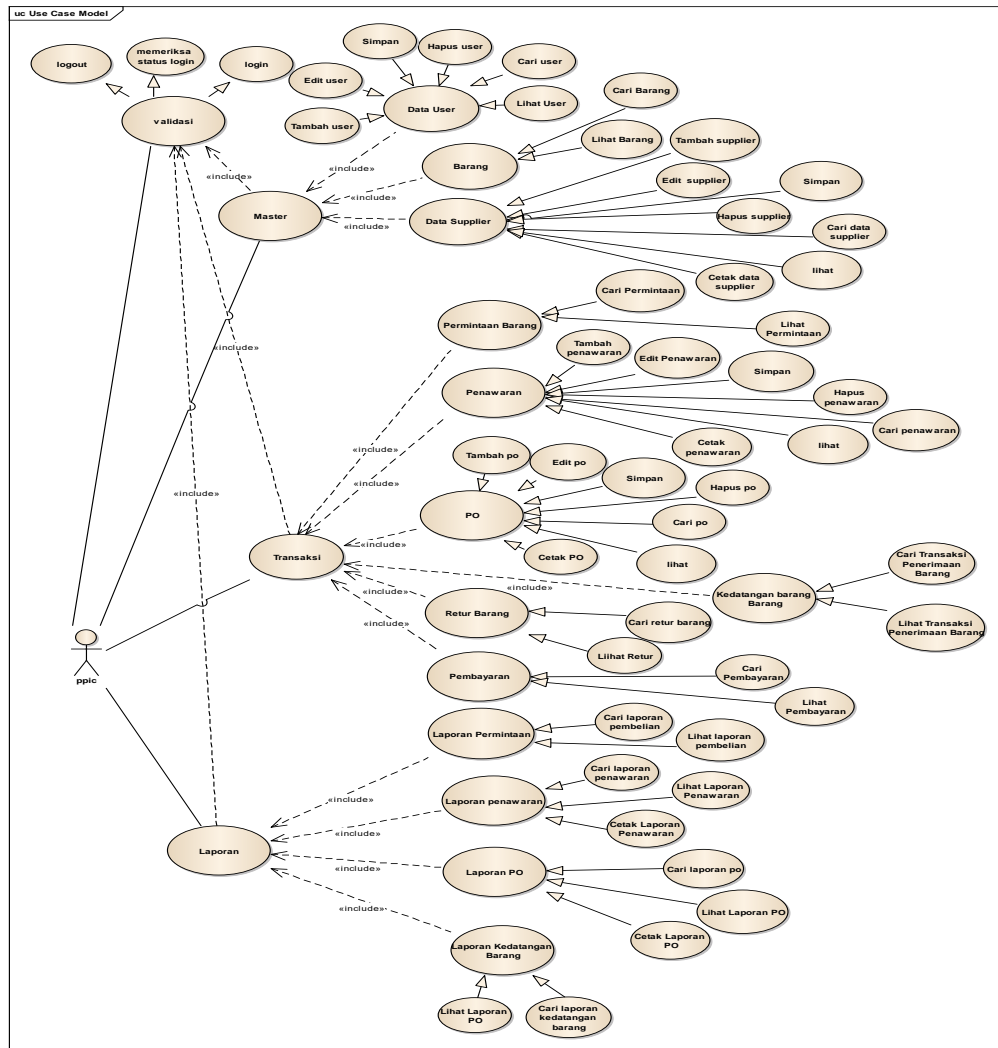 uc Use Case Model
logout
memeriksa
status login
login
validasi
Simpan
Hapus user
Cari user
Edit user
Data User
Lihat User
Tambah user
«include»
Cari Barang
Lihat Barang
Barang
«include»
Tambah supplier
Edit supplier
Simpan
Hapus supplier
Cari data
supplier
lihat
Cetak data
supplier
Data Supplier
«include»
Master
«include»
Cari Permintaan
Permintaan Barang
Lihat
Permintaan
«include»
Tambah
penawaran
Edit Penawaran
Simpan
Hapus
penawaran
Cari penawaran
lihat
Cetak
penawaran
Penawaran
«include»
«include»
«include»
Tambah po
Edit po
Simpan
Hapus po
Cari po
lihat
Cetak PO
PO
«include»
Transaksi
Cari Transaksi
Penerimaan
Barang
Kedatangan barang
Barang
Lihat Transaksi
Penerimaan Barang
«include»
Retur Barang
Cari retur barang
Liihat Retur
«include»
«include»
ppic
Pembayaran
Cari
Pembayaran
Lihat
Pembayaran
Laporan Permintaan
Cari laporan
pembelian
Lihat laporan
pembelian
«include»
Laporan penawaran
Cari laporan
penawaran
Lihat Laporan
Penawaran
Cetak Laporan
Penawaran
«include»
Laporan
Laporan PO
Cari laporan po
Lihat Laporan PO
Cetak Laporan
PO
«include»
«include»
Laporan Kedatangan
Barang
Lihat Laporan
PO
Cari laporan
kedatangan
barang